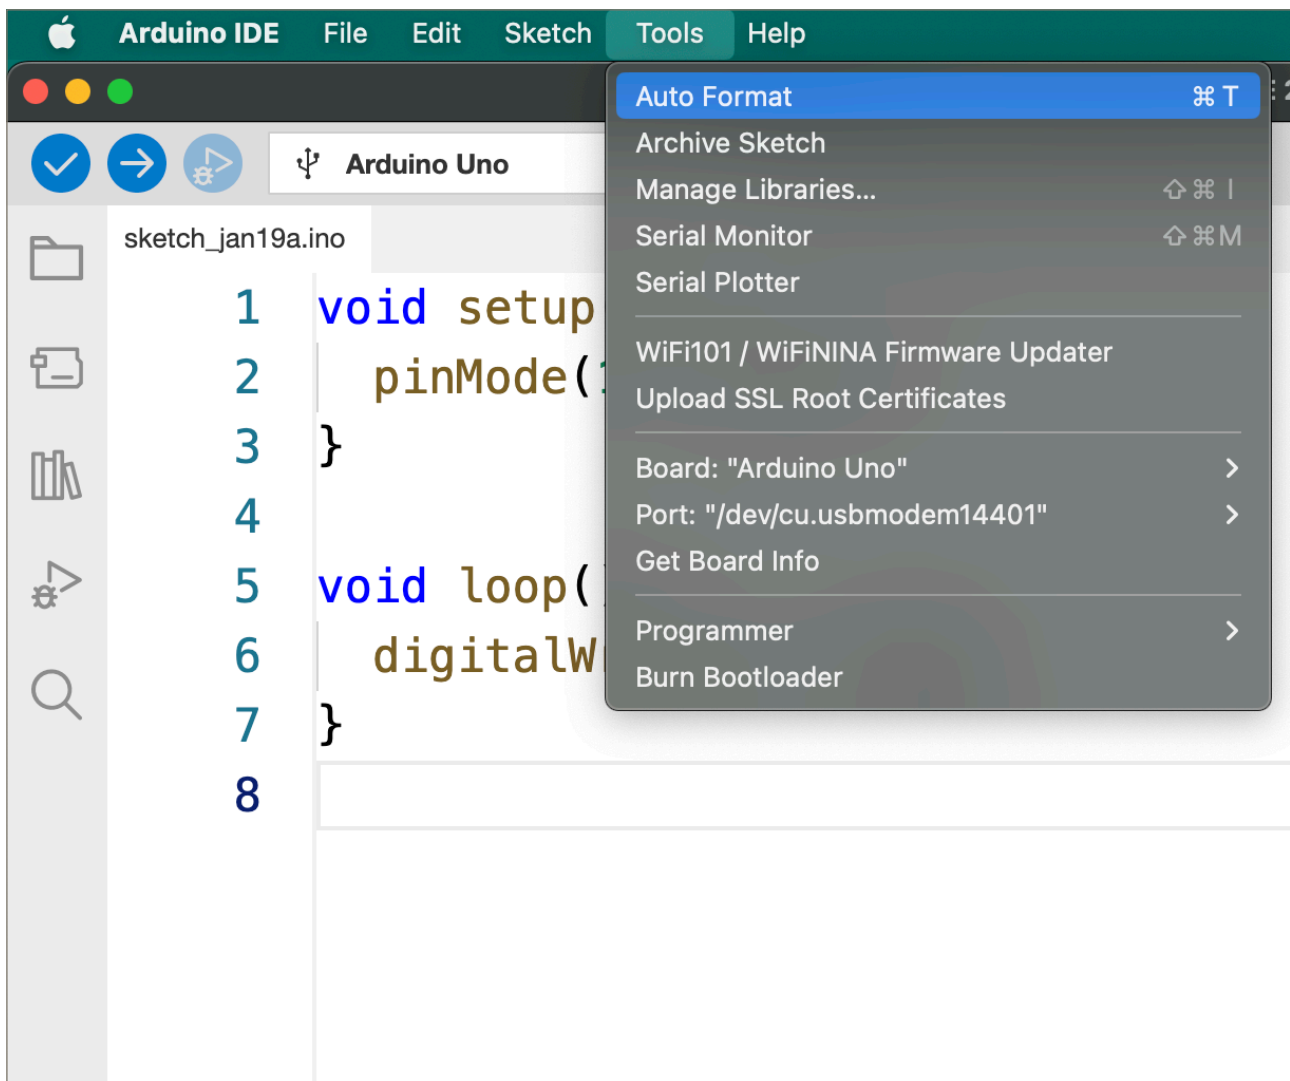 Arduino IDE File Edit Sketch Tools Help
Arduino Uno
sketch_jan19a.ino
1 void setup
2 pinMode(
3 }
4
5 void loop(
6 digitalW
7 }
8
Auto Format ⌘ T
Archive Sketch
Manage Libraries... ⇧ ⌘ I
Serial Monitor ⇧ ⌘ M
Serial Plotter
WiFi101 / WiFiNINA Firmware Updater
Upload SSL Root Certificates
Board: "Arduino Uno"
Port: "/dev/cu.usbmodem14401"
Get Board Info
Programmer
Burn Bootloader